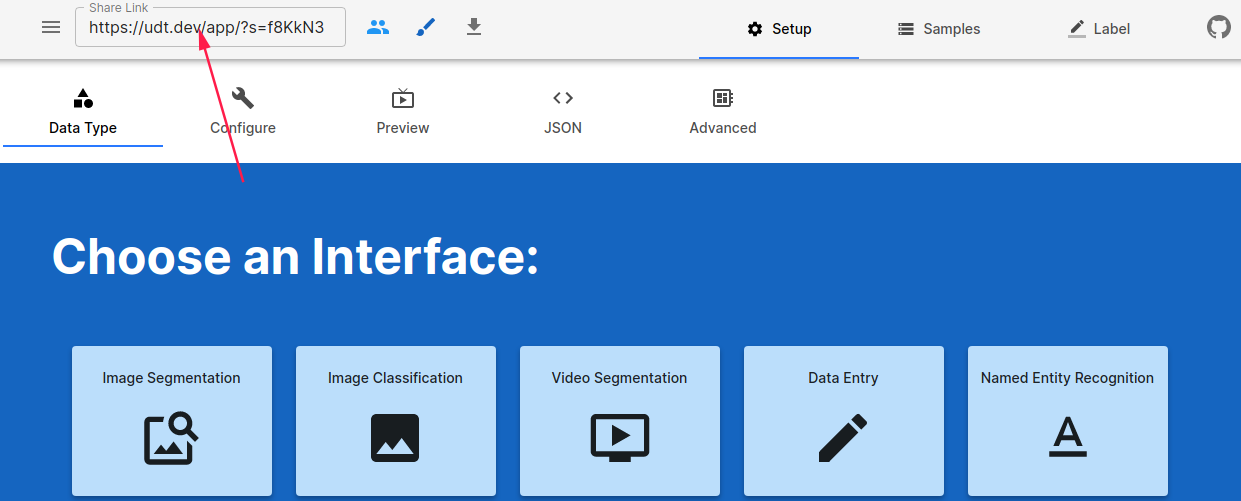 Share Link
https://udt.dev/app/?s=f8KkN3
Setup
Samples
Label
Data Type
Configure
Preview
JSON
Advanced
Choose an Interface:
Image Segmentation
Image Classification
Video Segmentation
Data Entry
Named Entity Recognition